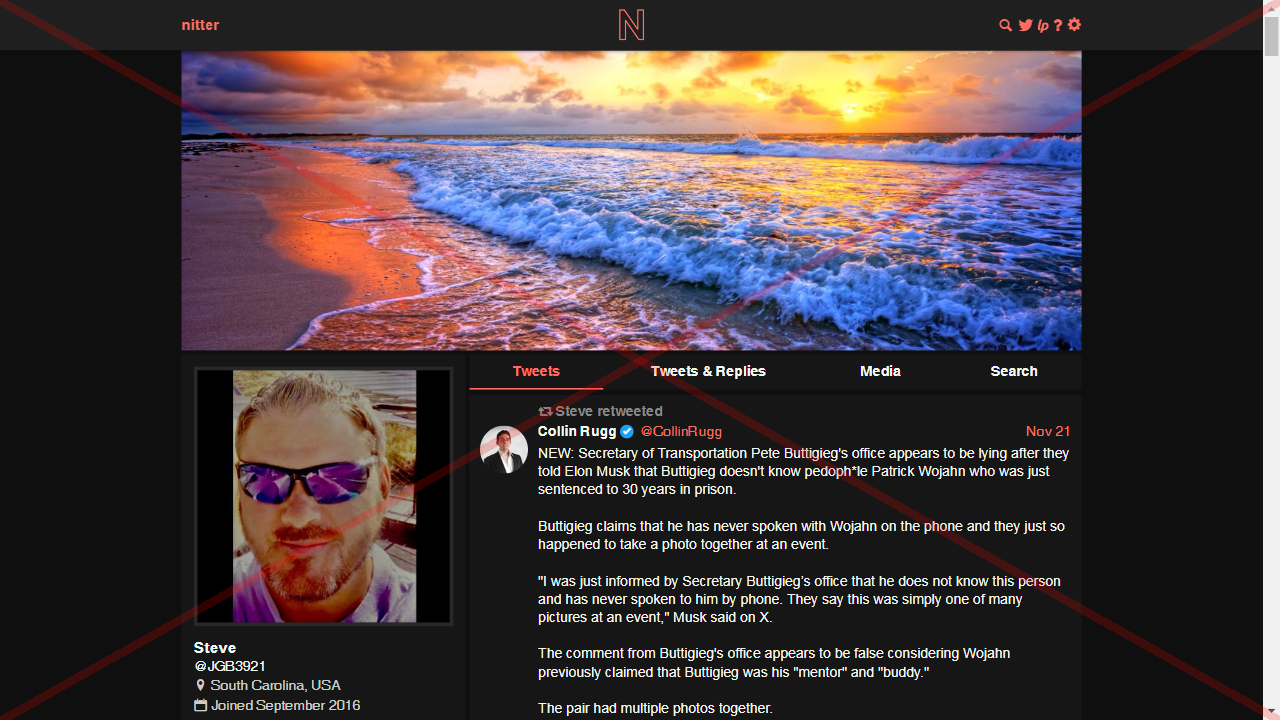 nitter
N
lp ?
Tweets
Tweets & Replies
Media
Search
Steve retweeted
Collin Rugg @CollinRugg
Nov 21
NEW: Secretary of Transportation Pete Buttigieg's office appears to be lying after they
told Elon Musk that Buttigieg doesn't know pedoph*le Patrick Wojahn who was just
sentenced to 30 years in prison.
Buttigieg claims that he has never spoken with Wojahn on the phone and they just so
happened to take a photo together at an event.
"I was just informed by Secretary Buttigieg's office that he does not know this person
and has never spoken to him by phone. They say this was simply one of many
pictures at an event," Musk said on X.
The comment from Buttigieg's office appears to be false considering Wojahn
previously claimed that Buttigieg was his "mentor" and "buddy."
The pair had multiple photos together.
Steve
@JGB3921
South Carolina, USA
Joined September 2016